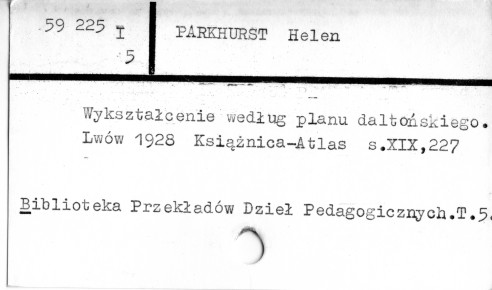 59 225 I
5
PARKHURST Helen
Wykształcenie według planu daltońskiego.
Lwów 1928 Książnica-Atlas s.XIX,227
Biblioteka Przekładów Dzieł Pedagogicznych.T.5.